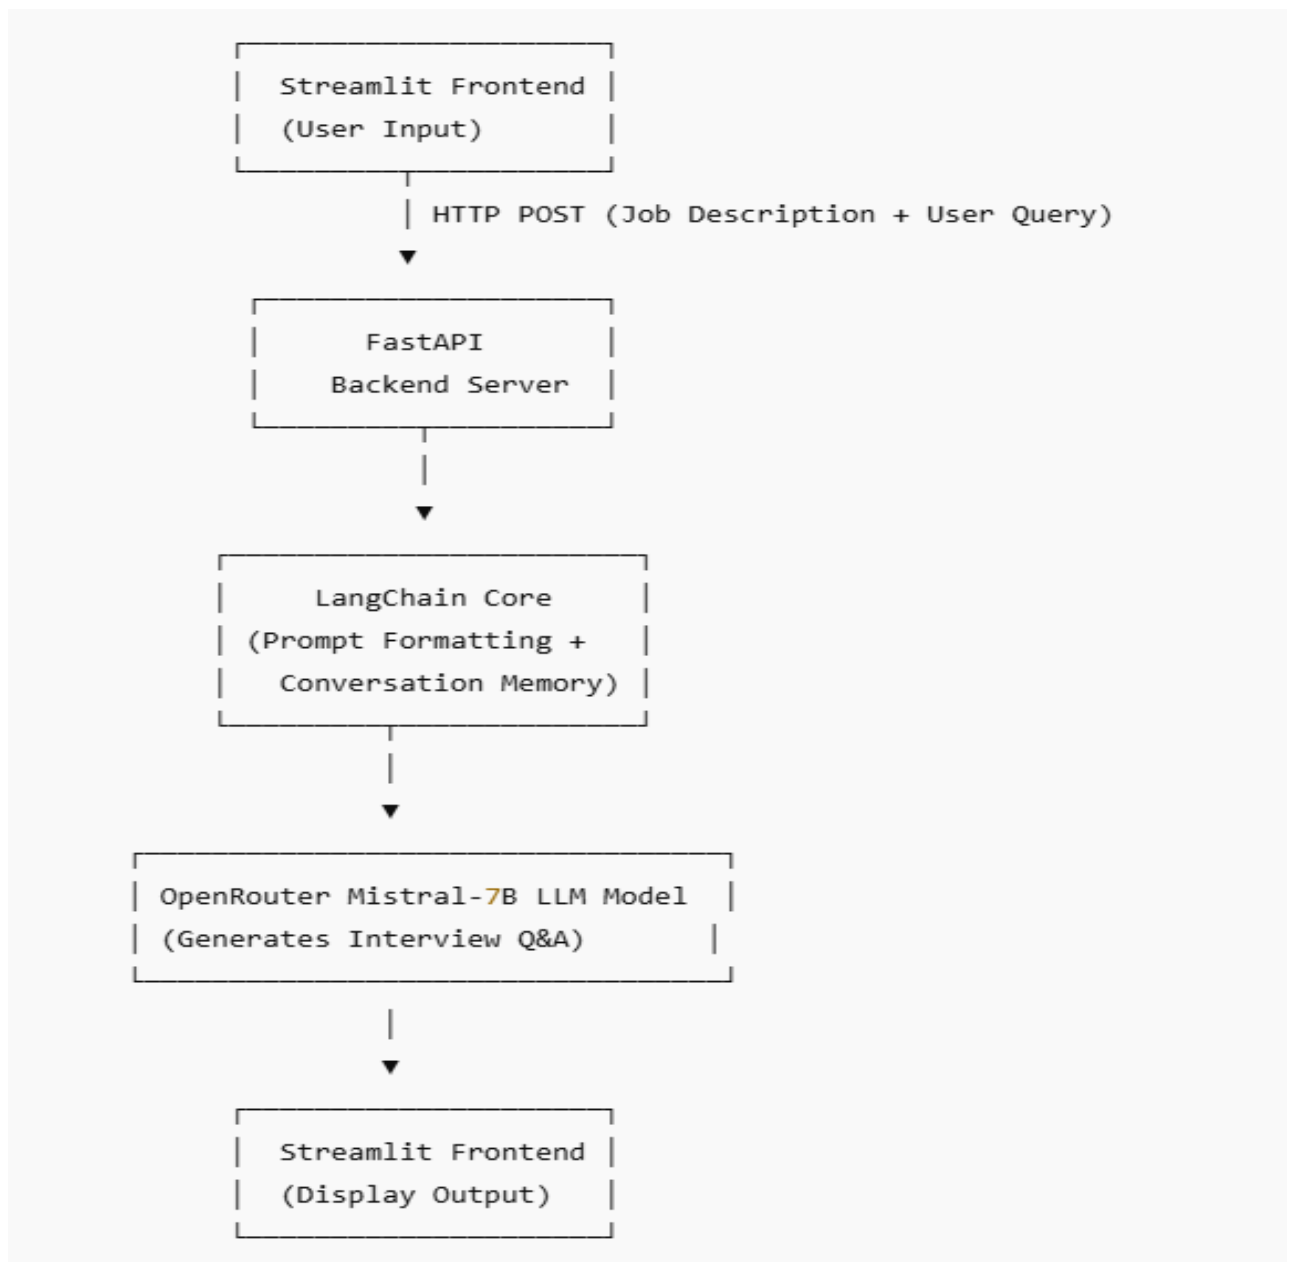 Streamlit Frontend
(User Input)
HTTP POST (Job Description + User Query)
FastAPI
Backend Server
LangChain Core
(Prompt Formatting +
Conversation Memory)
OpenRouter Mistral-7B LLM Model
(Generates Interview Q&A)
Streamlit Frontend
(Display Output)